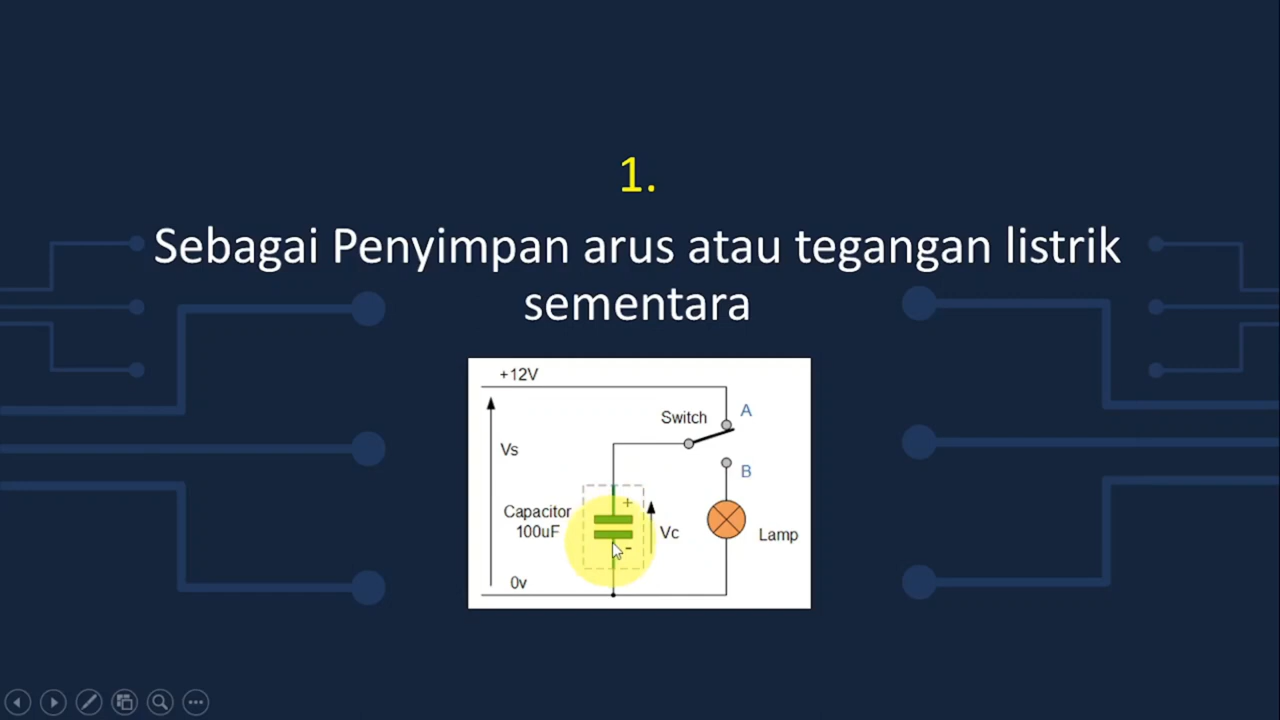 1.
Sebagai Penyimpan arus atau tegangan listrik
sementara
+12V
Switch
A
Vs
B
+
Capacitor
100uF
Vc
Lamp
-
0v